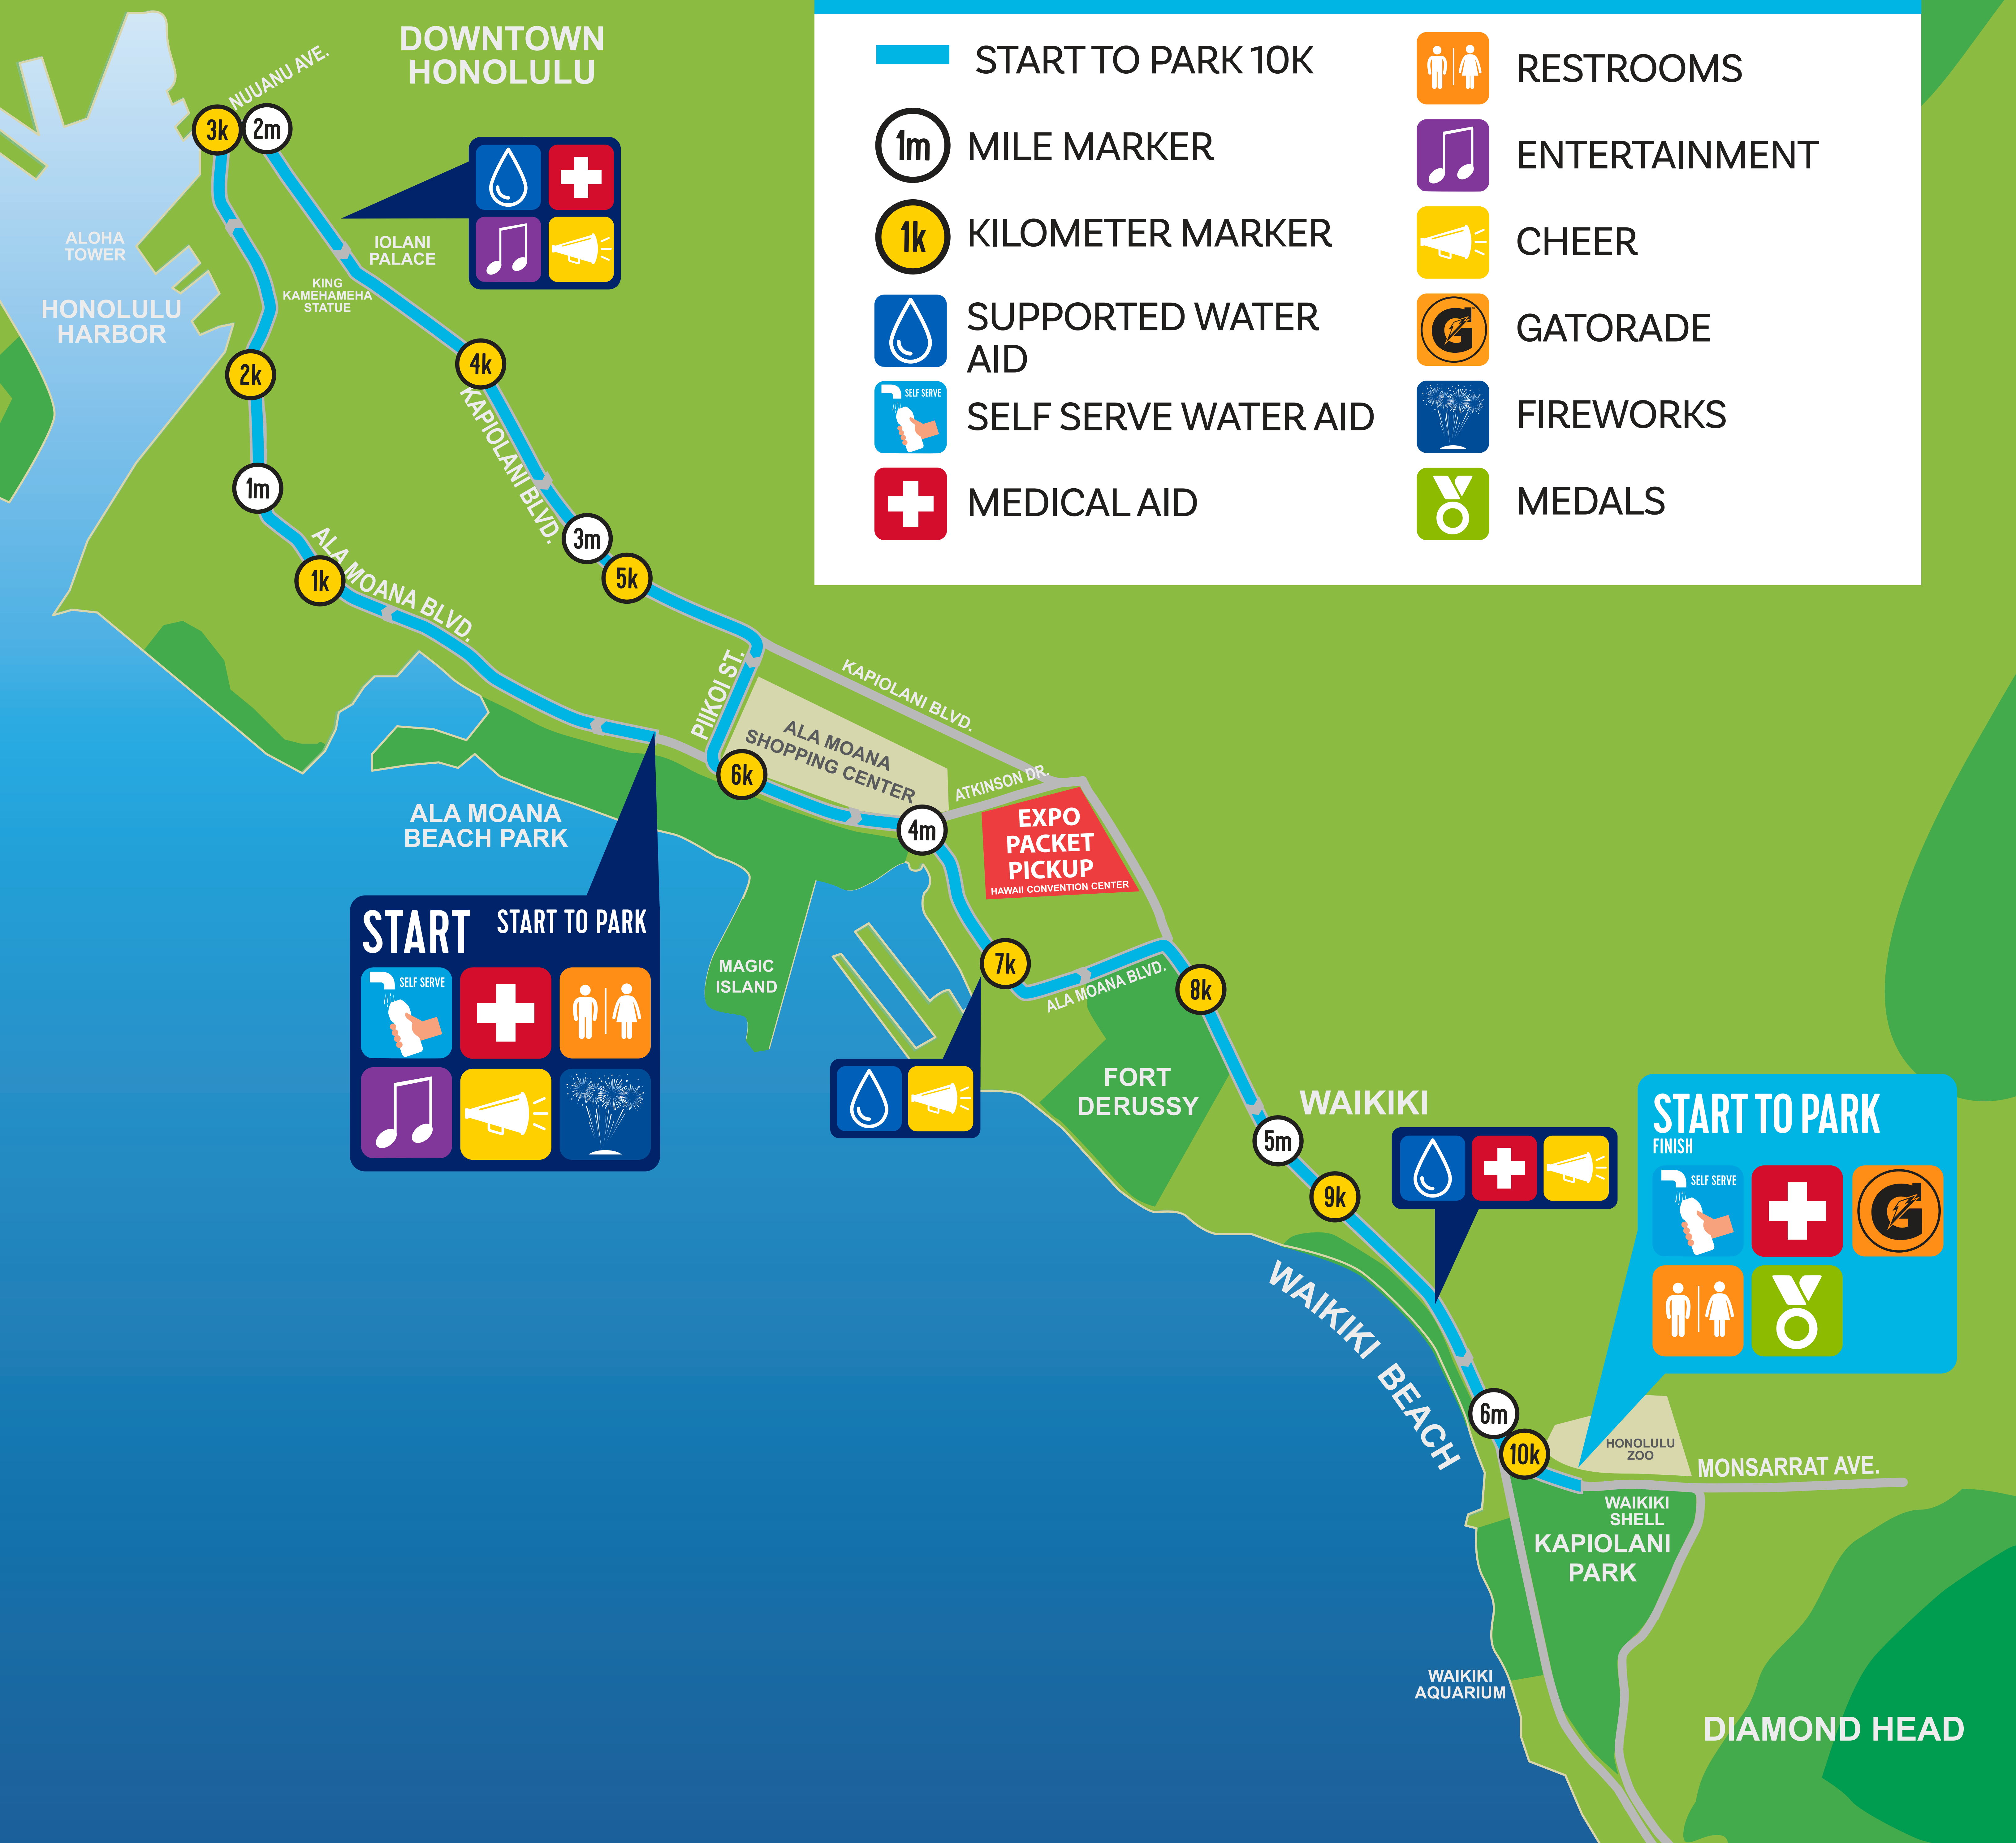 DOWNTOWN
HONOLULU
NUUANU AVE.
3k
2m
IOLANI
PALACE
KING
KAMEHAMEHA
STATUE
ALOHA
TOWER
HONOLULU
HARBOR
2k
4k
KAPIOLANI BLVD.
1m
3m
5k
1k
ALA MOANA BLVD.
START TO PARK 10K
1m
MILE MARKER
1k
KILOMETER MARKER
SUPPORTED WATER
AID
SELF SERVE
SELF SERVE WATER AID
MEDICAL AID
RESTROOMS
ENTERTAINMENT
CHEER
G
GATORADE
FIREWORKS
MEDALS
PIIKOI ST.
KAPIOLANI BLVD.
ALA MOANA
SHOPPING CENTER
6k
ATKINSON DR.
4m
EXPO
PACKET
PICKUP
HAWAII CONVENTION CENTER
ALA MOANA
BEACH PARK
START
START TO PARK
SELF SERVE
MAGIC
ISLAND
7k
ALA MOANA BLVD.
8k
FORT
DERUSSY
WAIKIKI
5m
9k
START TO PARK
FINISH
SELF SERVE
G
WAIKIKI BEACH
6m
10k
HONOLULU
ZOO
MONSARRAT AVE.
WAIKIKI
SHELL
KAPIOLANI
PARK
WAIKIKI
AQUARIUM
DIAMOND HEAD